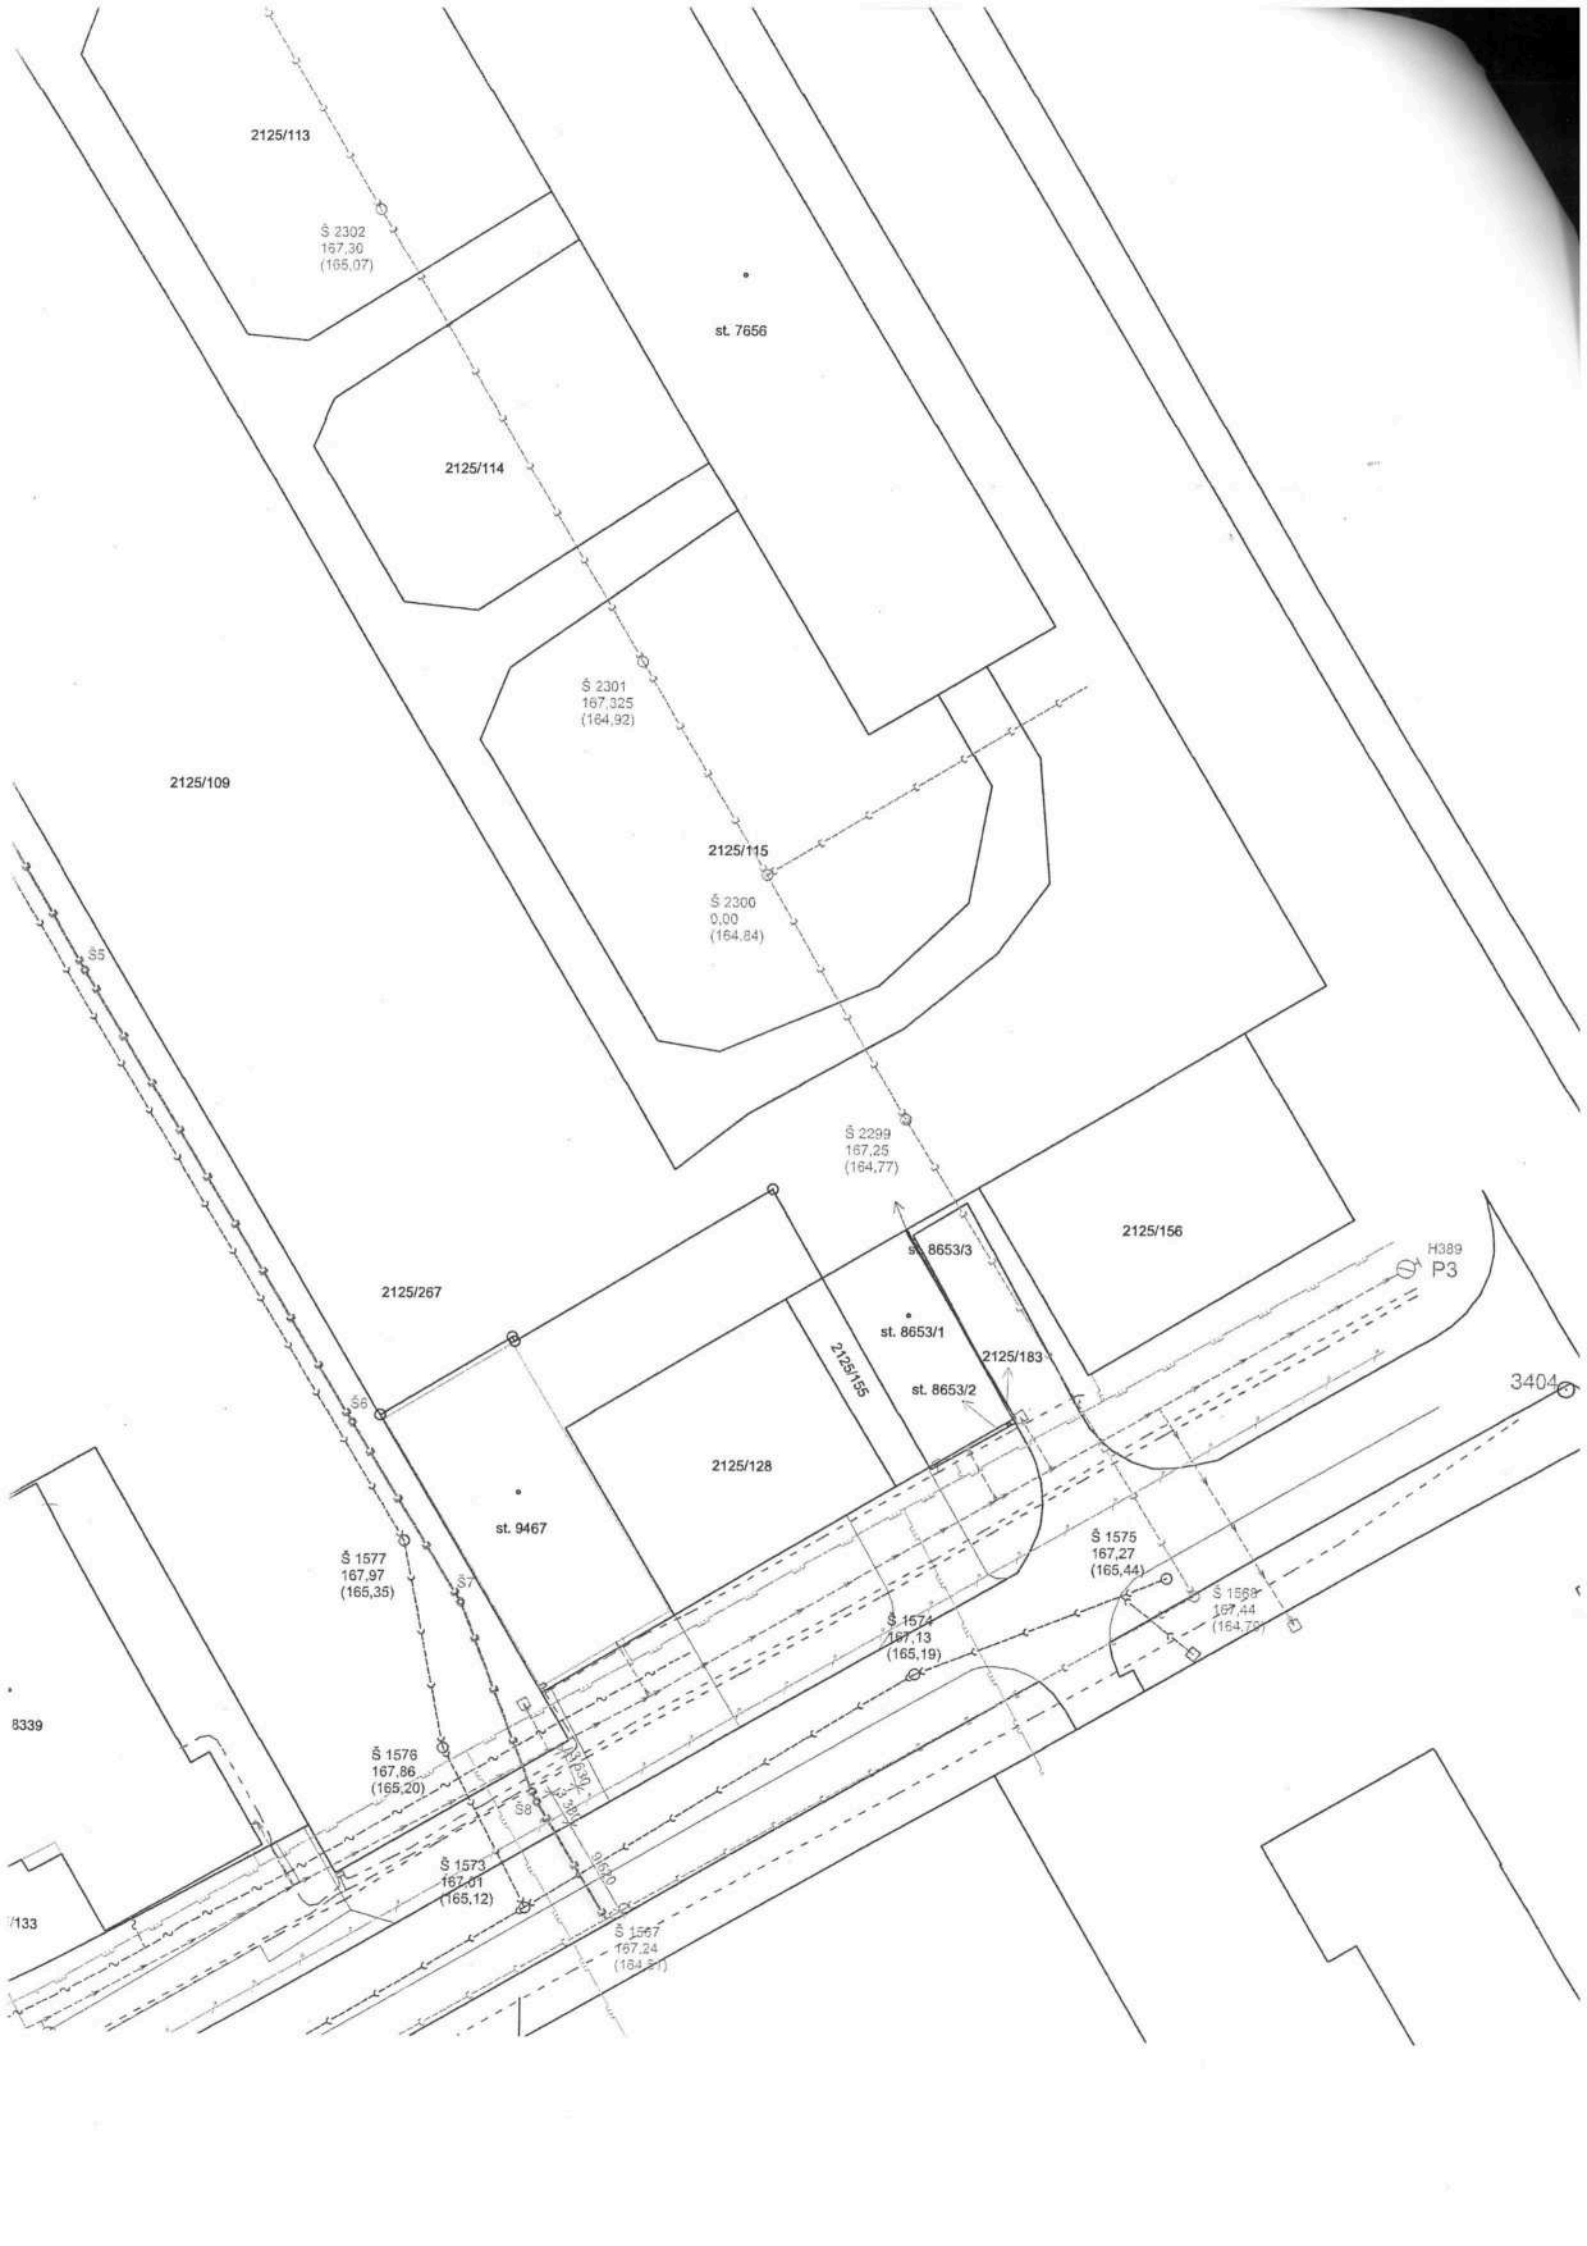 2125/113
Š 2302
167,30
(165,07)
st. 7656
2125/114
Š 2301
167,325
(164,92)
2125/109
2125/115
Š 2300
0,00
(164,84)
Š5
Š 2299
167,25
(164,77)
2125/156
st. 8653/3
H389
P3
2125/267
st. 8653/1
2125/183
2125/155
st. 8653/2
3404
Š6
2125/128
st. 9467
Š 1577
167,97
(165,35)
Š7
Š 1575
167,27
(165,44)
Š 1568
167,44
Š 1574
167,13
(165,19)
8339
Š 1576
167,86
(165,20)
Š8
9.520
Š 1573
167,01
(165,12)
/133
Š 1567
167,24